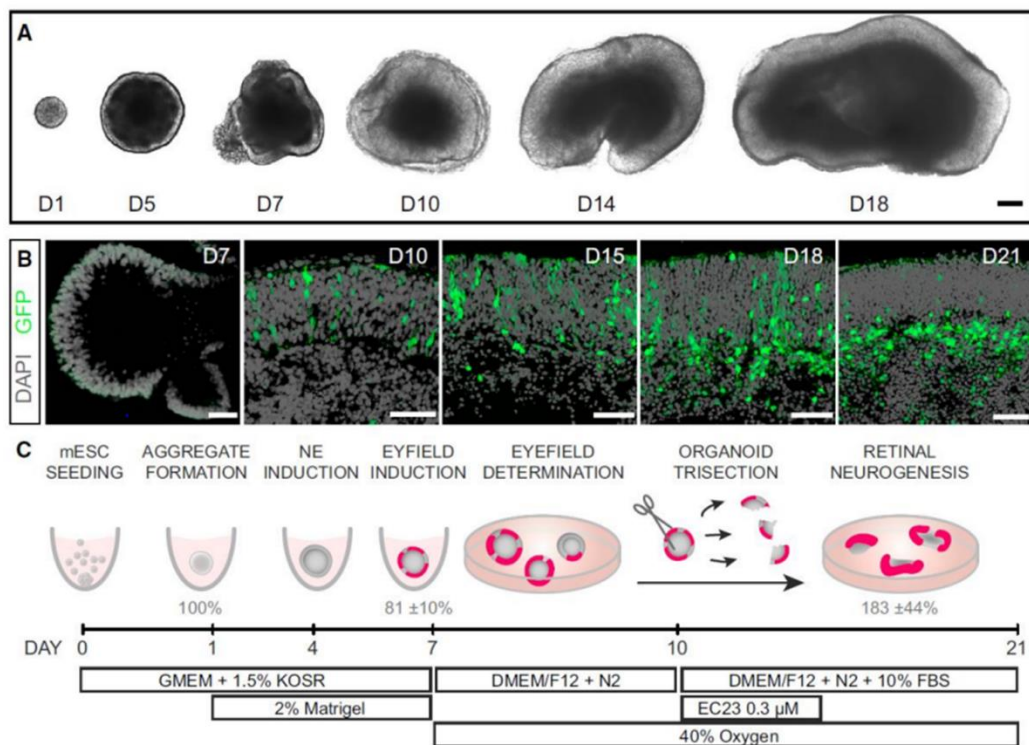 A
D1 D5 D7 D10 D14 D18
B
DAPI GFP
D7 D10 D15 D18 D21
C
mESC SEEDING
AGGREGATE FORMATION
NE INDUCTION
EYFIELD INDUCTION
EYEFIELD DETERMINATION
ORGANOID TRISECTION
RETINAL NEUROGENESIS
100% 81 ±10% 183 ±44%
DAY 0 1 4 7 10 21
GMEM + 1.5% KOSR DMEM/F12 + N2 DMEM/F12 + N2 + 10% FBS
2% Matrigel EC23 0.3 µM
40% Oxygen